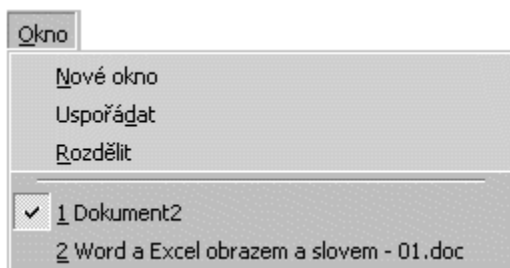 Okno
Nové okno
Uspořádat
Rozdělit
1 Dokument2
2 Word a Excel obrazem a slovem - 01.doc